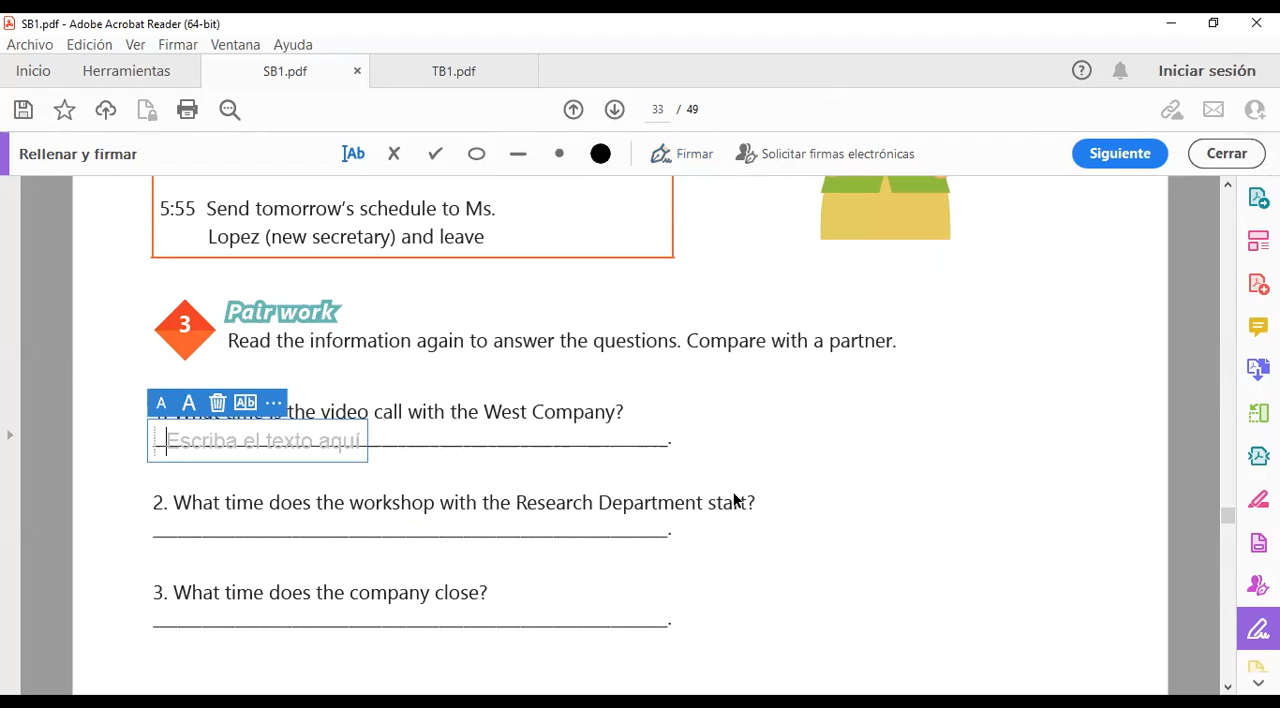 SB1.pdf - Adobe Acrobat Reader (64-bit)
Archivo Edición Ver Firmar Ventana Ayuda
Inicio Herramientas SB1.pdf × TB1.pdf Iniciar sesión
33 / 49
Rellenar y firmar Ab Firmar Solicitar firmas electrónicas Siguiente Cerrar
5:55 Send tomorrow's schedule to Ms.
Lopez (new secretary) and leave
3 Pair work
Read the information again to answer the questions. Compare with a partner.
A A Ab ...
the video call with the West Company?
Escriba el texto aquí
2. What time does the workshop with the Research Department start?
3. What time does the company close?